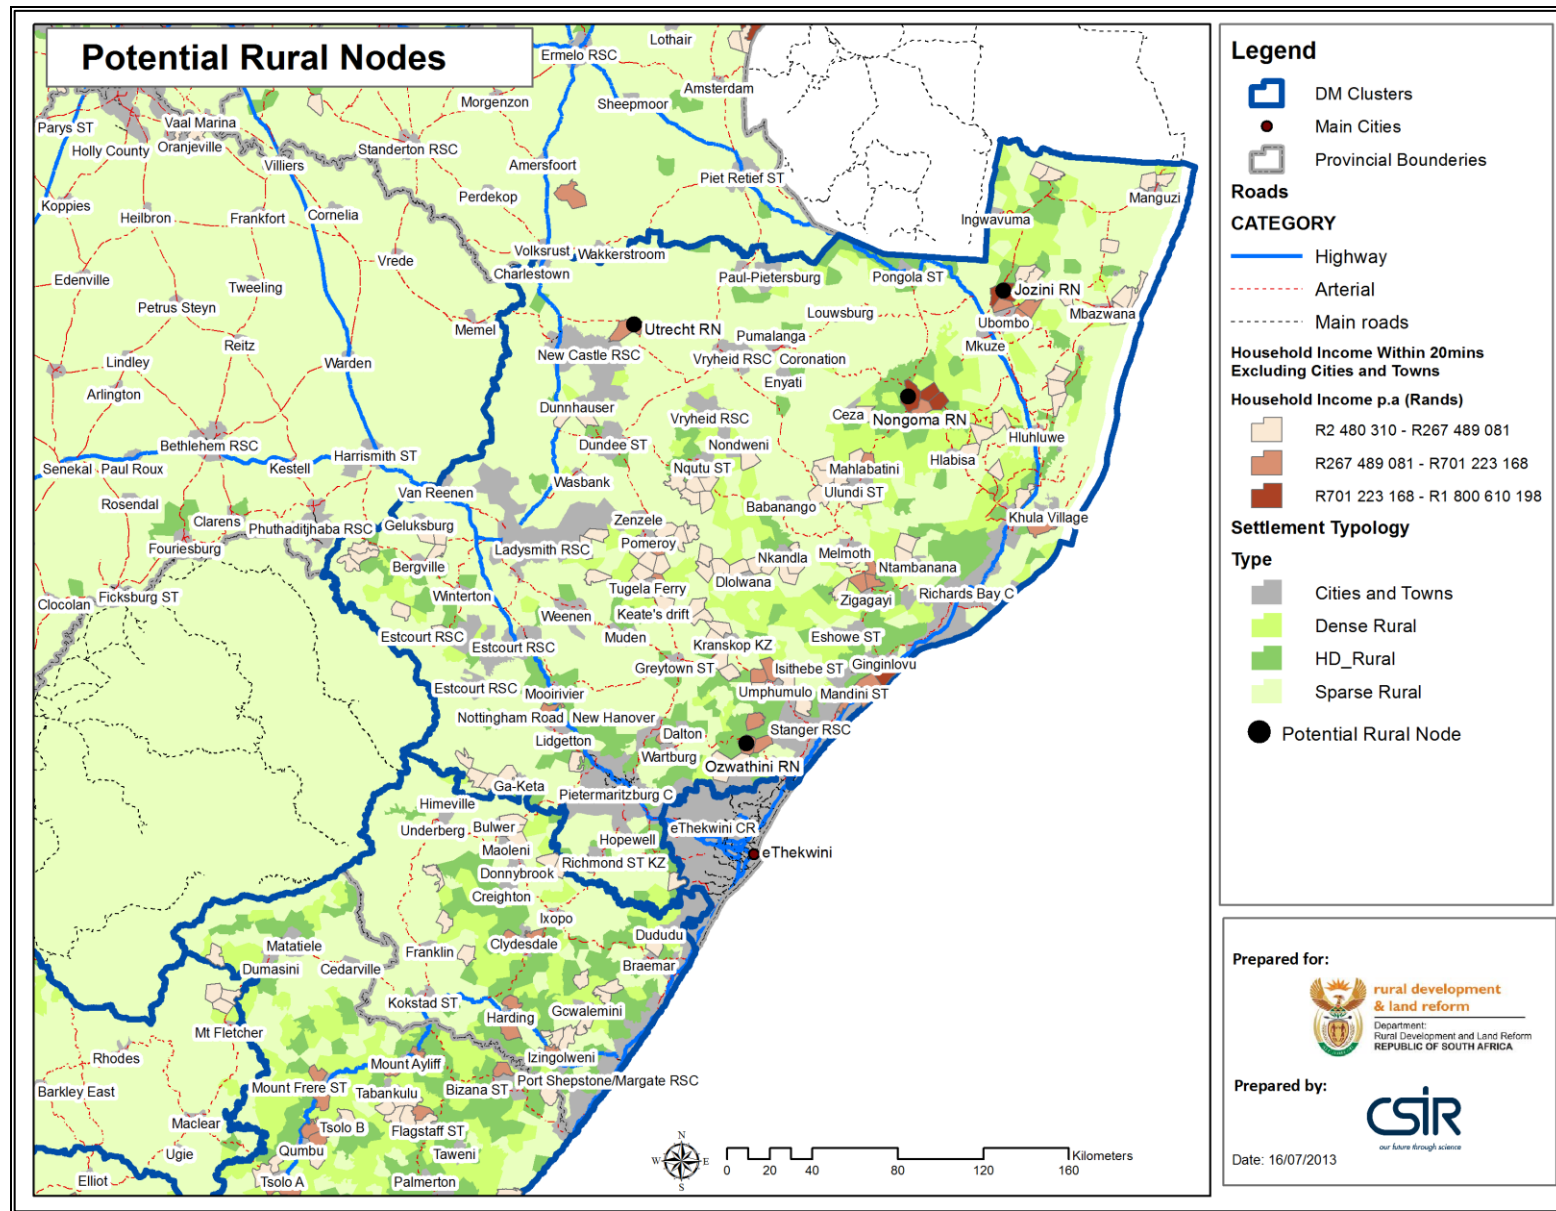 Potential Rural Nodes
Lothair
Ermelo RSC
Amsterdam
Morgenzon
Sheepmoor
Parys ST
Vaal Marina
Holly County
Oranjeville
Standerton RSC
Villiers
Amersfoort
Piet Retief ST
Perdekop
Koppies
Heilbron
Frankfort
Cornelia
Manguzi
Ingwavuma
Volksrust
Wakkerstroom
Vrede
Charlestown
Paul-Pietersburg
Pongola ST
Edenville
Tweeling
Jozini RN
Petrus Steyn
Louwsburg
Mbazwana
Memel
Utrecht RN
Ubombo
Pumalanga
Reitz
Mkuze
Lindley
Warden
New Castle RSC
Vryheid RSC
Coronation
Enyati
Arlington
Dunnhauser
Vryheid RSC
Ceza
Nongoma RN
Bethlehem RSC
Dundee ST
Nondweni
Hluhluwe
Senekal
Paul Roux
Kestell
Harrismith ST
Nqutu ST
Mahlabatini
Hlabisa
Wasbank
Van Reenen
Ulundi ST
Rosendal
Babanango
Clarens
Phuthaditjhaba RSC
Geluksburg
Zenzele
Khula Village
Fouriesburg
Ladysmith RSC
Pomeroy
Nkandla
Melmoth
Bergville
Ntambanana
Dlolwana
Ficksburg ST
Clocolan
Winterton
Tugela Ferry
Richards Bay C
Zigagayi
Weenen
Keate's drift
Estcourt RSC
Muden
Eshowe ST
Estcourt RSC
Kranskop KZ
Greytown ST
Isithebe ST
Ginginlovu
Estcourt RSC
Mooirivier
Umphumulo
Mandini ST
Nottingham Road
New Hanover
Stanger RSC
Lidgetton
Dalton
Wartburg
Ozwathini RN
Ga-Keta
Pietermaritzburg C
Himeville
Underberg
Bulwer
eThekwini CR
Hopewell
Maoleni
eThekwini
Richmond ST KZ
Donnybrook
Creighton
Ixopo
Dududu
Matatiele
Clydesdale
Franklin
Braemar
Dumasini
Cedarville
Kokstad ST
Gcwalemini
Harding
Mt Fletcher
Rhodes
Izingolweni
Mount Ayliff
Port Shepstone/Margate RSC
Mount Frere ST
Bizana ST
Barkley East
Tabankulu
Maclear
Tsolo B
Flagstaff ST
Ugie
Qumbu
Taweni
Elliot
Tsolo A
Palmerton
N
W E
S
0 20 40 80 120 160
Kilometers
Legend
DM Clusters
Main Cities
Provincial Bounderies
Roads
CATEGORY
Highway
Arterial
Main roads
Household Income Within 20mins
Excluding Cities and Towns
Household Income p.a (Rands)
R2 480 310 - R267 489 081
R267 489 081 - R701 223 168
R701 223 168 - R1 800 610 198
Settlement Typology
Type
Cities and Towns
Dense Rural
HD_Rural
Sparse Rural
Potential Rural Node
Prepared for:
rural development
& land reform
Department:
Rural Development and Land Reform
REPUBLIC OF SOUTH AFRICA
Prepared by:
CSIR
our future through science
Date: 16/07/2013